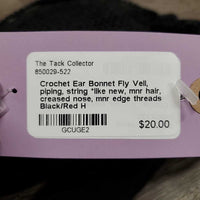 The Tack Collector
850029-522
Crochet Ear Bonnet Fly Veil,
piping, string *like new, mnr hair,
creased nose, mnr edge threads
Black/Red H
GCUGE2
$20.00